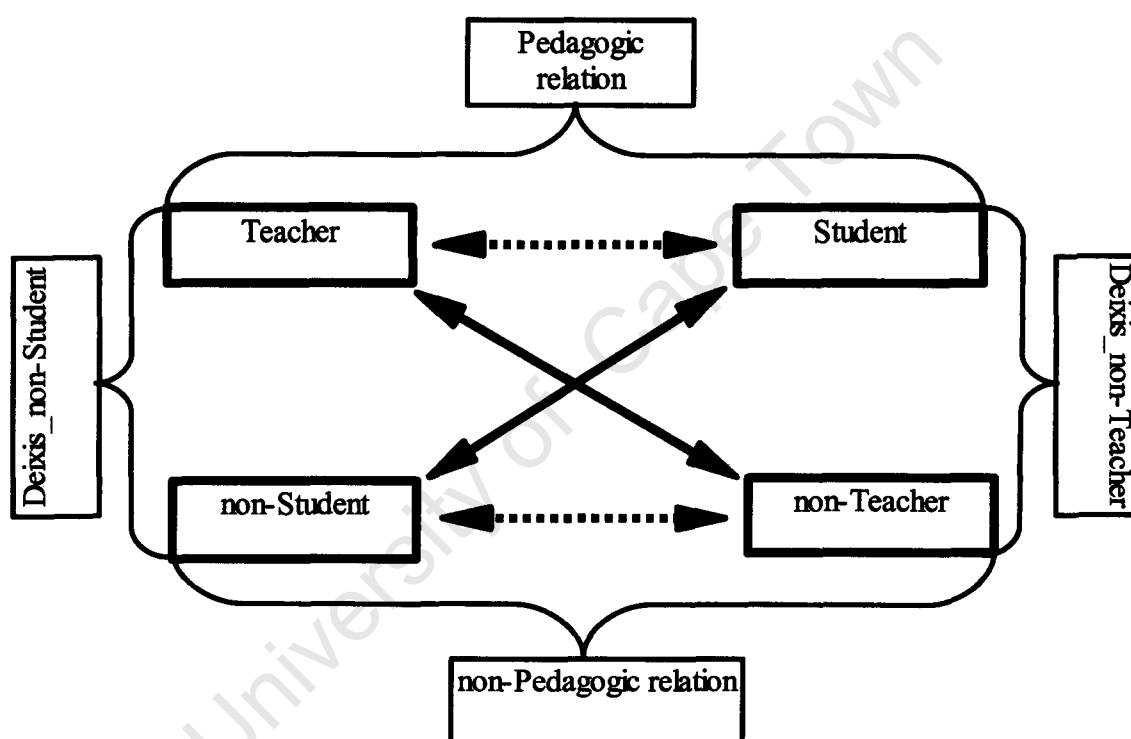 Pedagogic
relation
Teacher
Student
Deixis_non-Student
Deixis_non-Teacher
non-Student
non-Teacher
non-Pedagogic relation
University of Cape Town